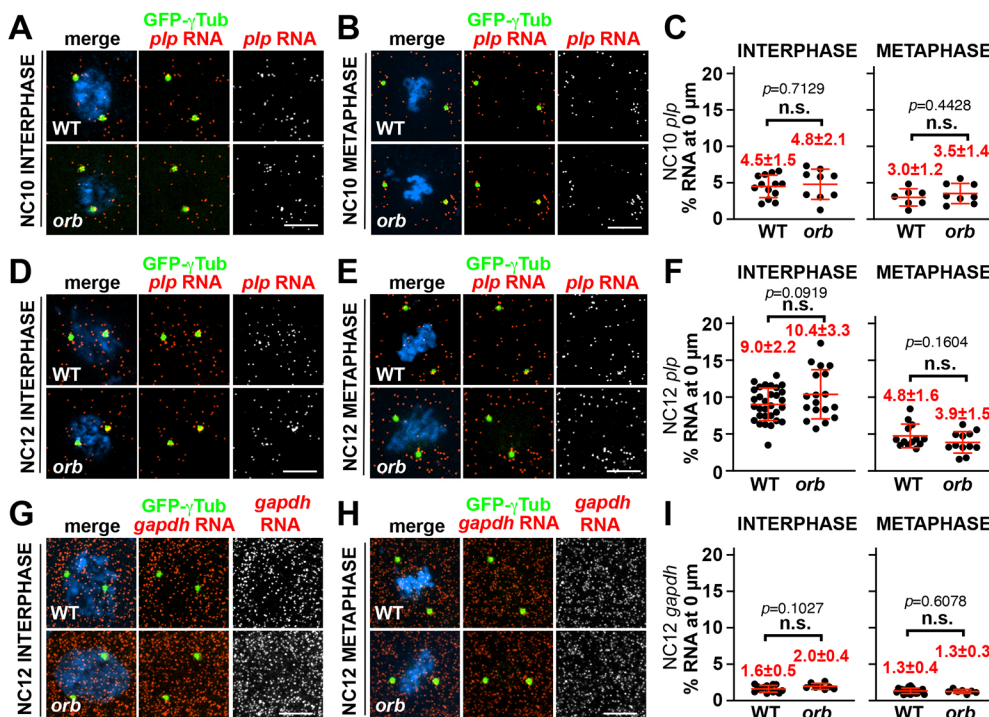 A
GFP-γTub
merge plp RNA plp RNA
NC10 INTERPHASE
WT
orb
B
GFP-γTub
merge plp RNA plp RNA
NC10 METAPHASE
WT
orb
C
INTERPHASE METAPHASE
NC10 plp
% RNA at 0 µm
20
15
10
5
0
p=0.7129
n.s.
4.5±1.5
4.8±2.1
WT orb
p=0.4428
n.s.
3.0±1.2
3.5±1.4
WT orb
D
GFP-γTub
merge plp RNA plp RNA
NC12 INTERPHASE
WT
orb
E
GFP-γTub
merge plp RNA plp RNA
NC12 METAPHASE
WT
orb
F
INTERPHASE METAPHASE
NC12 plp
% RNA at 0 µm
20
15
10
5
0
p=0.0919
n.s.
9.0±2.2
10.4±3.3
WT orb
p=0.1604
n.s.
4.8±1.6
3.9±1.5
WT orb
G
GFP-γTub gapdh
merge gapdh RNA RNA
NC12 INTERPHASE
WT
orb
H
GFP-γTub gapdh
merge gapdh RNA RNA
NC12 METAPHASE
WT
orb
I
INTERPHASE METAPHASE
NC12 gapdh
% RNA at 0 µm
20
15
10
5
0
p=0.1027
n.s.
1.6±0.5
2.0±0.4
WT orb
p=0.6078
n.s.
1.3±0.4
1.3±0.3
WT orb